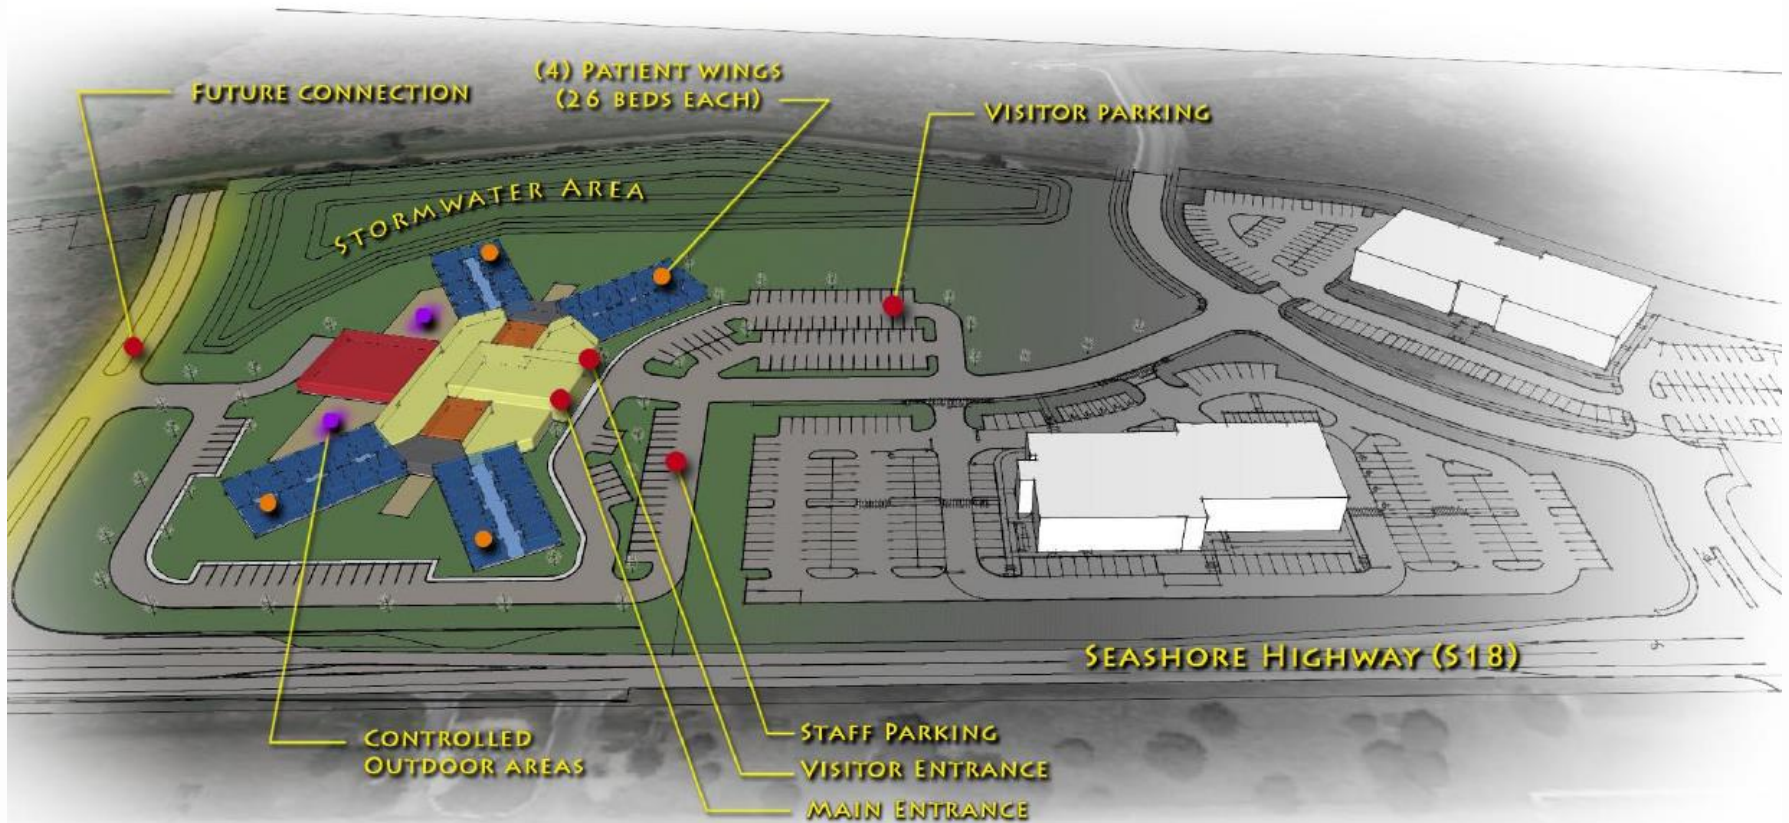 (4) Patient wings
(26 beds each)
Future connection
Visitor parking
Stormwater Area
Seashore Highway (S18)
Controlled
Outdoor areas
Staff Parking
Visitor Entrance
Main Entrance